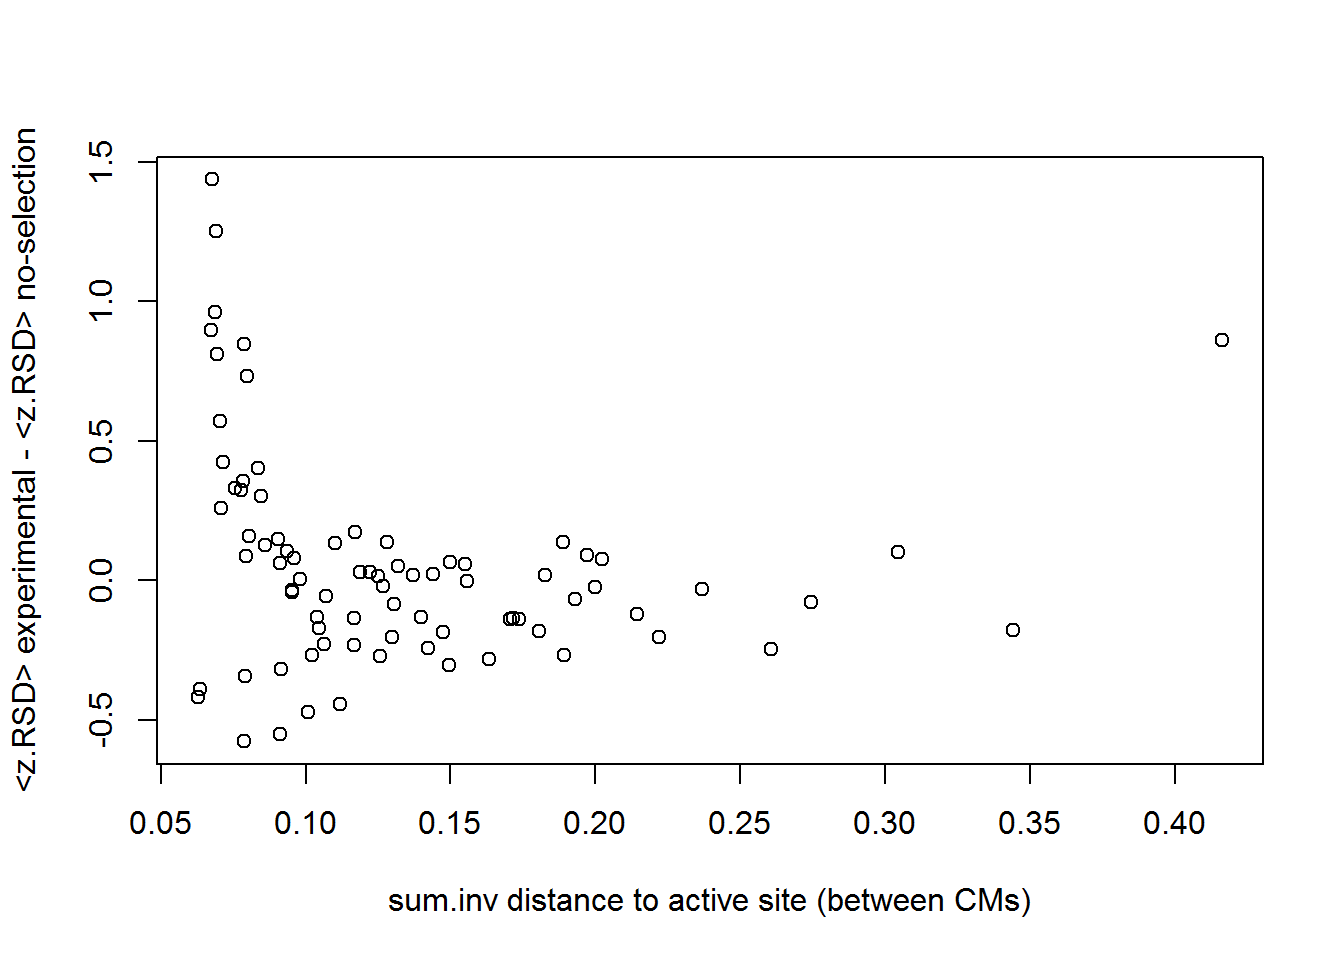 <z.RSD> experimental - <z.RSD> no-selection
1.5
1.0
0.5
0.0
-0.5
0.05 0.10 0.15 0.20 0.25 0.30 0.35 0.40
sum.inv distance to active site (between CMs)